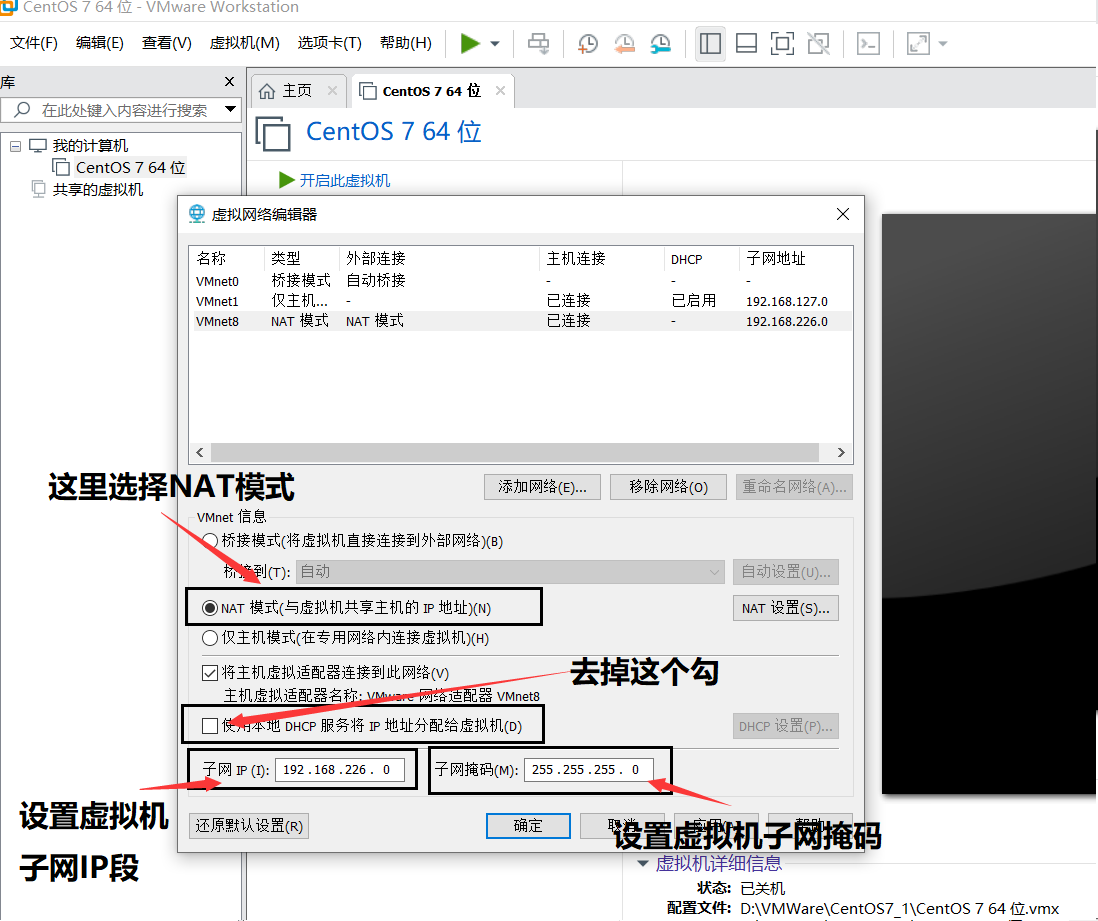 CentOS 7 64 位 - VMware Workstation
文件(F) 编辑(E) 查看(V) 虚拟机(M) 选项卡(T) 帮助(H)
库
主页
CentOS 7 64 位
在此处键入内容进行搜索
我的计算机
CentOS 7 64 位
共享的虚拟机
CentOS 7 64 位
开启此虚拟机
虚拟网络编辑器
名称 类型 外部连接 主机连接 DHCP 子网地址
VMnet0 桥接模式 自动桥接 - - -
VMnet1 仅主机... - 已连接 已启用 192.168.127.0
VMnet8 NAT 模式 NAT 模式 已连接 - 192.168.226.0
这里选择NAT模式
添加网络(E)... 移除网络(O) 重命名网络(A)...
VMnet 信息
桥接模式(将虚拟机直接连接到外部网络)(B)
桥接到(T): 自动 自动设置(U)...
NAT 模式(与虚拟机共享主机的 IP 地址)(N) NAT 设置(S)...
仅主机模式(在专用网络内连接虚拟机)(H)
将主机虚拟适配器连接到此网络(V)
去掉这个勾
主机虚拟适配器名称: VMware 网络适配器 VMnet8
使用本地 DHCP 服务将 IP 地址分配给虚拟机(D) DHCP 设置(P)...
子网 IP (I): 192.168.226. 0 子网掩码(M): 255.255.255. 0
设置虚拟机
子网IP段
还原默认设置(R) 确定 取消 应用(A) 帮助
设置虚拟机子网掩码
虚拟机详细信息
状态: 已关机
配置文件: D:\VMWare\CentOS7_1\CentOS 7 64 位.vmx